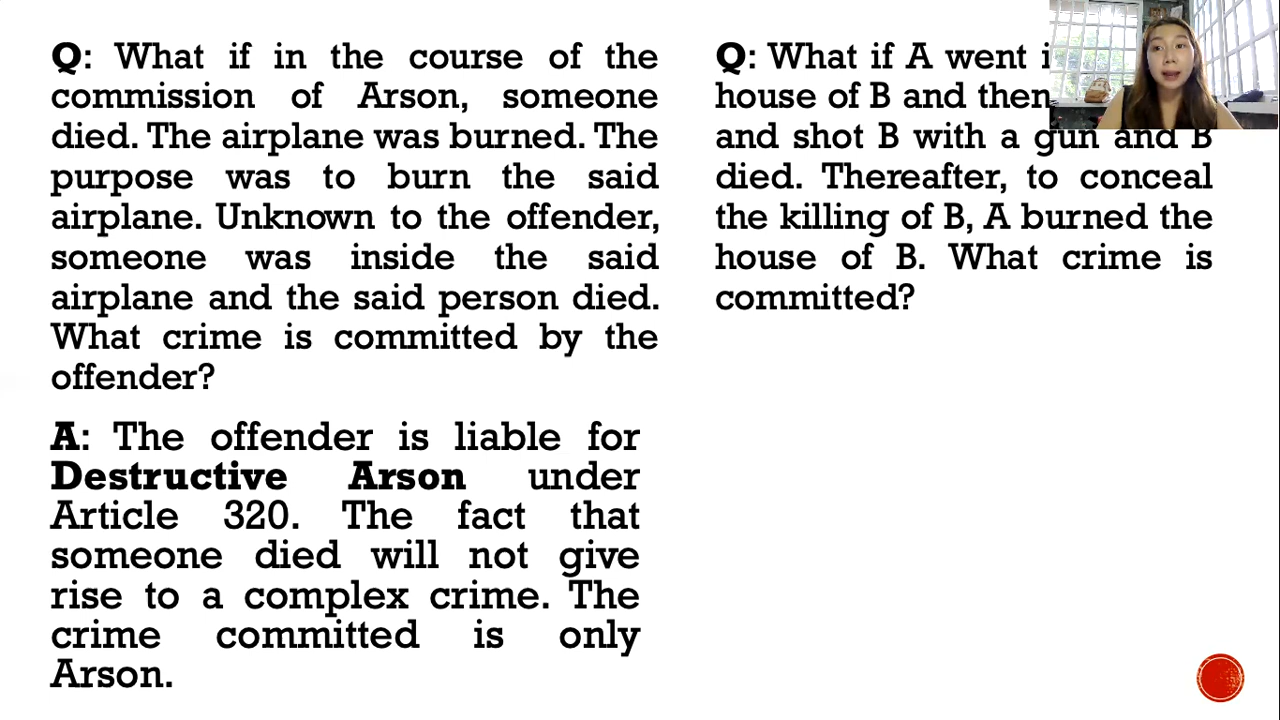 Q: What if in the course of the
commission of Arson, someone
died. The airplane was burned. The
purpose was to burn the said
airplane. Unknown to the offender,
someone was inside the said
airplane and the said person died.
What crime is committed by the
offender?
A: The offender is liable for
Destructive Arson under
Article 320. The fact that
someone died will not give
rise to a complex crime. The
crime committed is only
Arson.
Q: What if A went
house of B and then
and shot B with a gun and B
died. Thereafter, to conceal
the killing of B, A burned the
house of B. What crime is
committed?